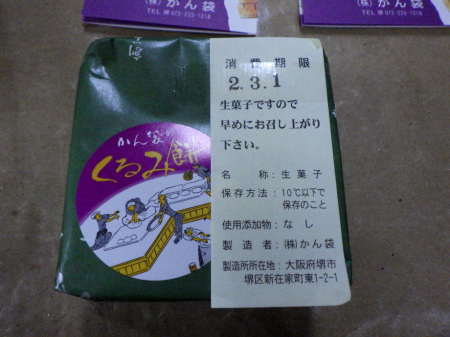 (株)かん袋
TEL 072-233-1218
(株)かん袋
TEL 072-233-1218
かん袋の
くるみ餅
消費期限
2.3.1
生菓子ですので
早めにお召し上がり
下さい。
名称:生菓子
保存方法:10℃以下で
保存のこと
使用添加物:なし
製造者:(株)かん袋
製造所所在地:大阪府堺市
堺区新在家町東1-2-1